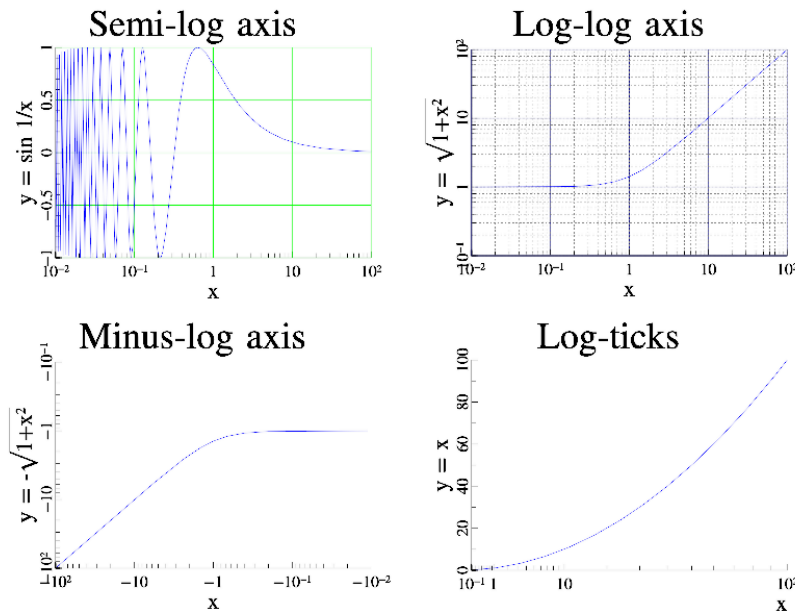 Semi-log axis
y = sin 1/x
1
0.5
0
−0.5
−1
10⁻² 10⁻¹ 1 10 10²
x
Log-log axis
y = √1+x²
10²
10
1
10⁻¹
10⁻² 10⁻¹ 1 10 10²
x
Minus-log axis
y = -√1+x²
−10⁻¹
−1
−10
−10² −10 −1 −10⁻¹ −10⁻²
x
Log-ticks
y = x
100
80
60
40
20
0
10⁻¹ 1 10
x